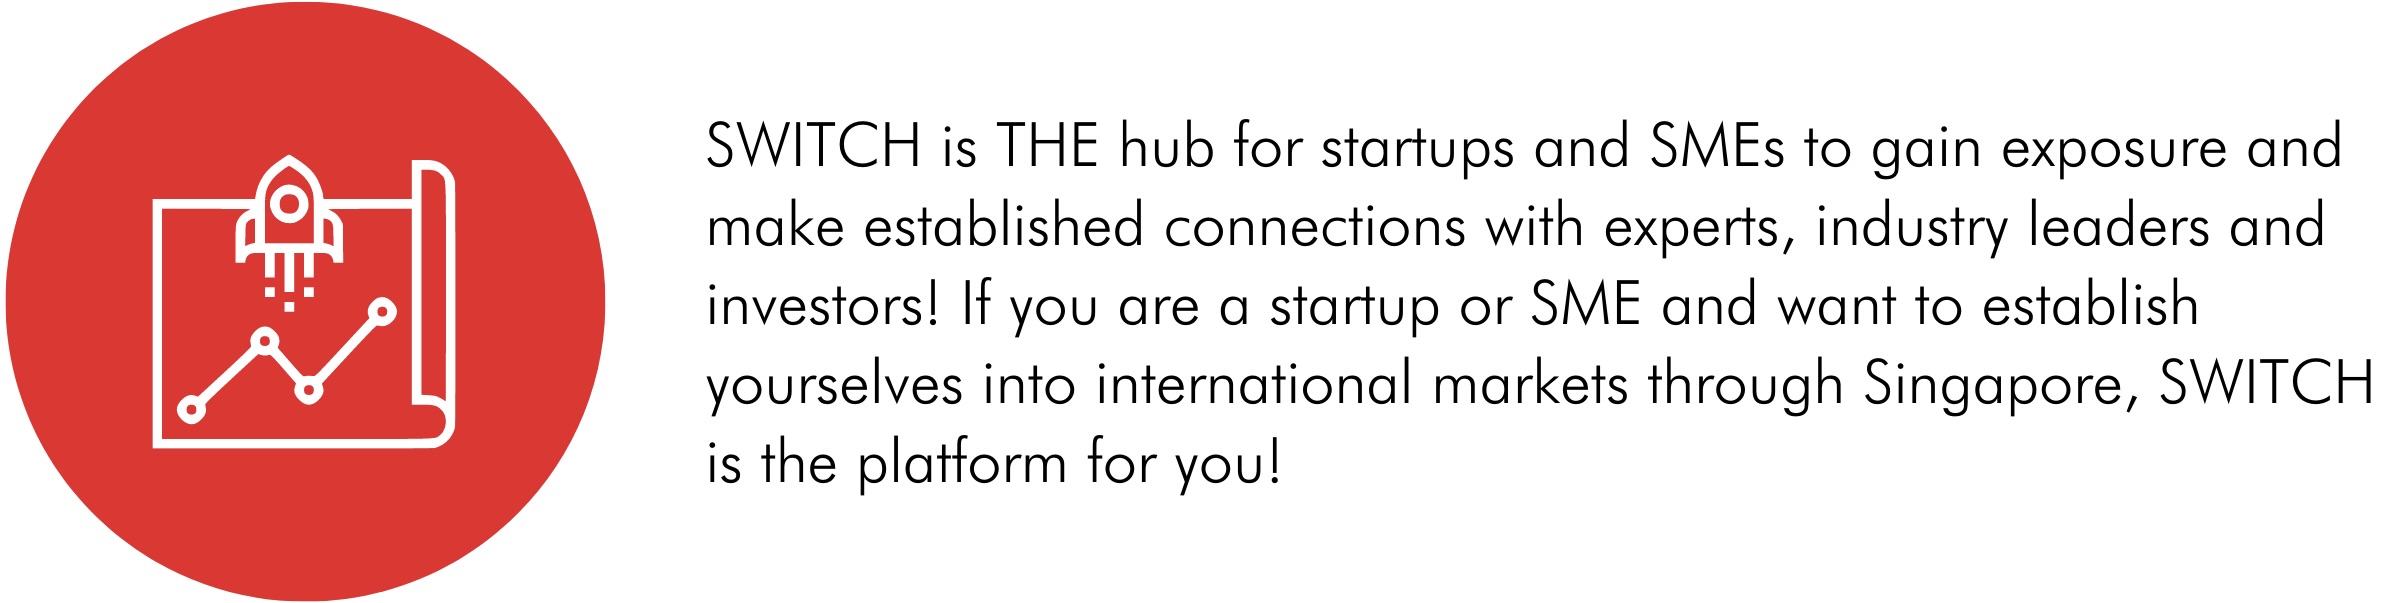 SWITCH is THE hub for startups and SMEs to gain exposure and
make established connections with experts, industry leaders and
investors! If you are a startup or SME and want to establish
yourselves into international markets through Singapore, SWITCH
is the platform for you!